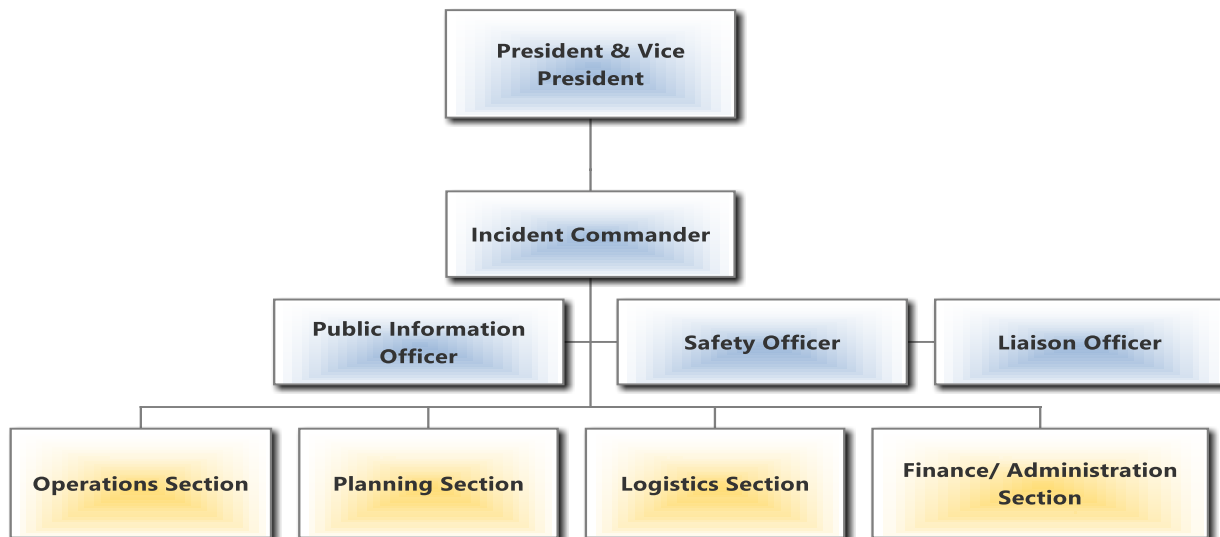 President & Vice
President
Incident Commander
Public Information
Officer
Safety Officer
Liaison Officer
Operations Section
Planning Section
Logistics Section
Finance/ Administration
Section